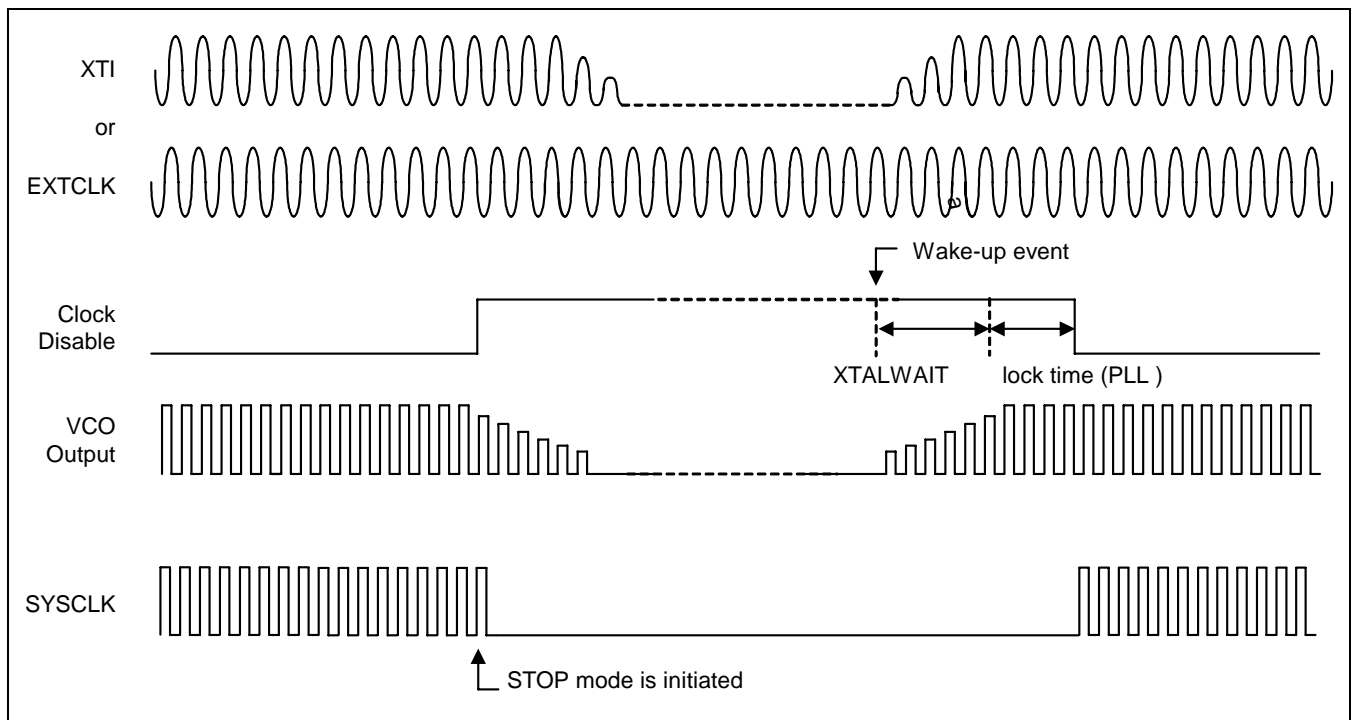 XTI
or
EXTCLK
a
Wake-up event
Clock
Disable
XTALWAIT
lock time (PLL )
VCO
Output
SYSCLK
STOP mode is initiated